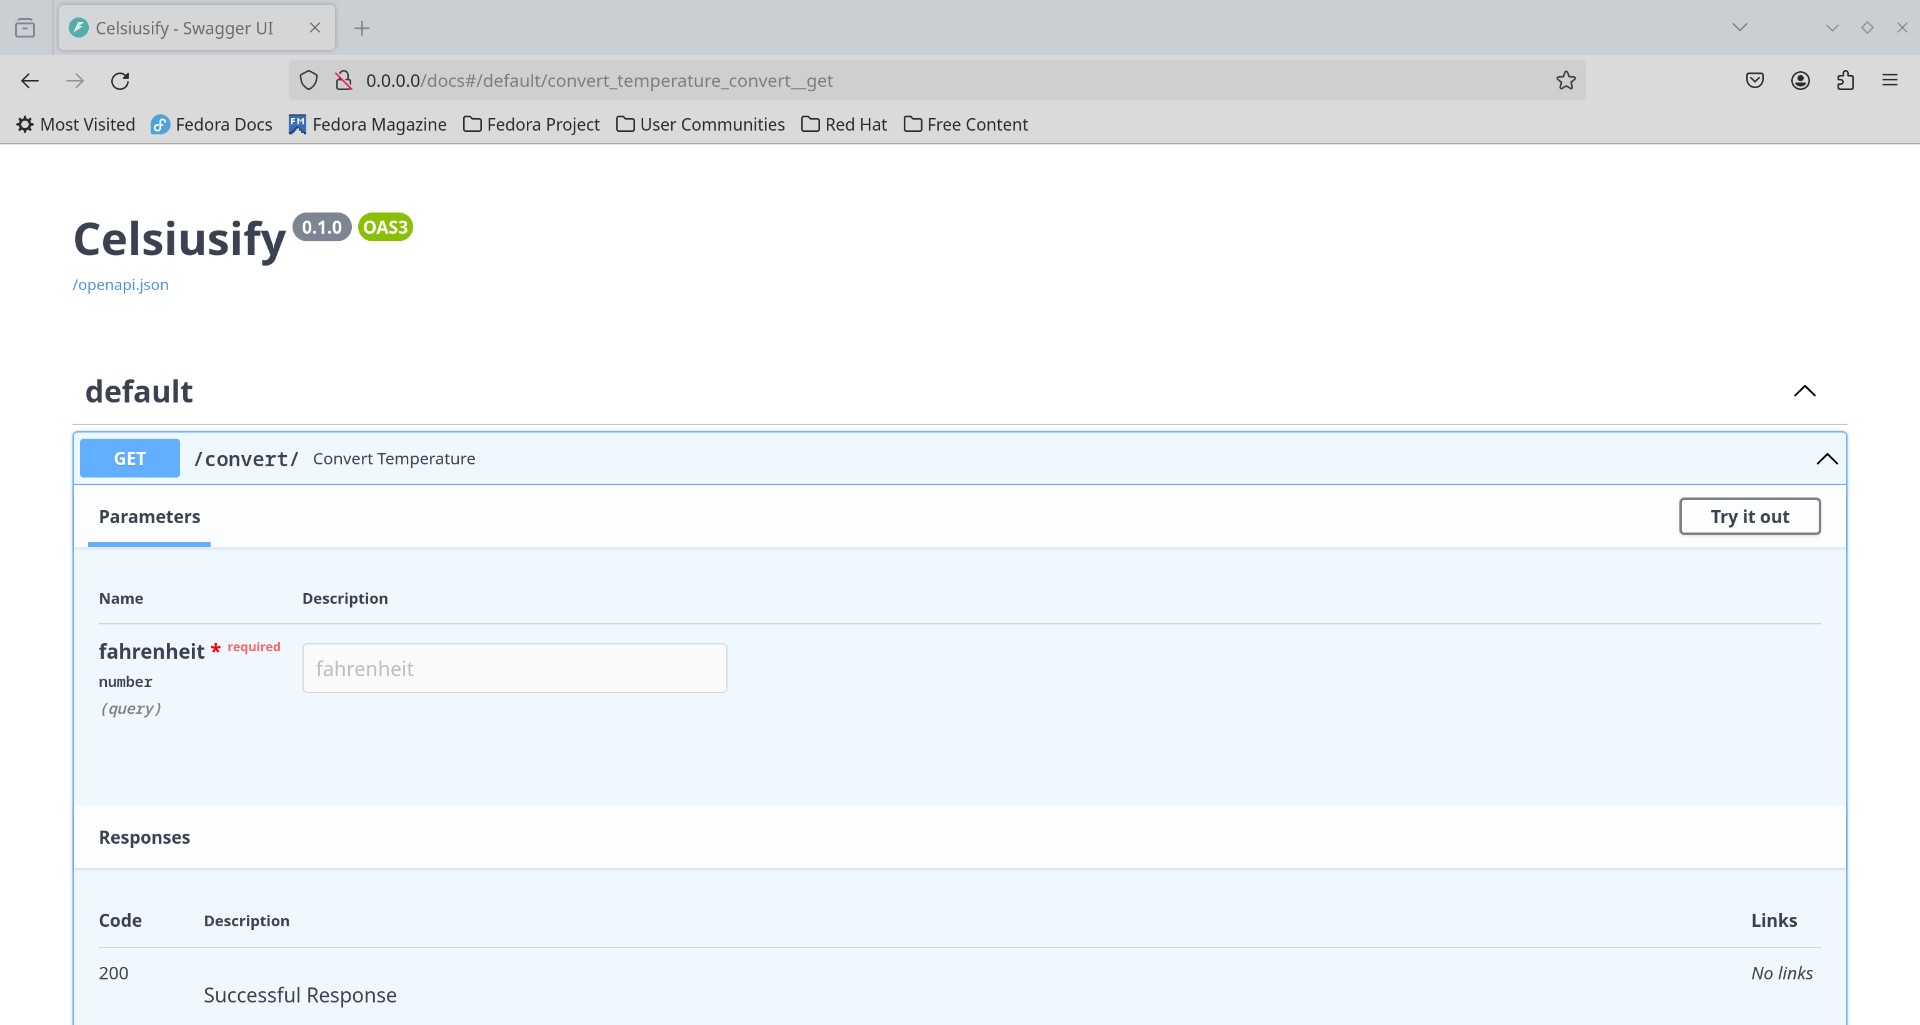 Celsiusify - Swagger UI
0.0.0.0/docs#/default/convert_temperature_convert__get
Most Visited Fedora Docs Fedora Magazine Fedora Project User Communities Red Hat Free Content
Celsiusify 0.1.0 OAS3
/openapi.json
default
GET /convert/ Convert Temperature
Parameters Try it out
Name Description
fahrenheit * required
number
(query)
fahrenheit
Responses
Code Description Links
200 No links
Successful Response